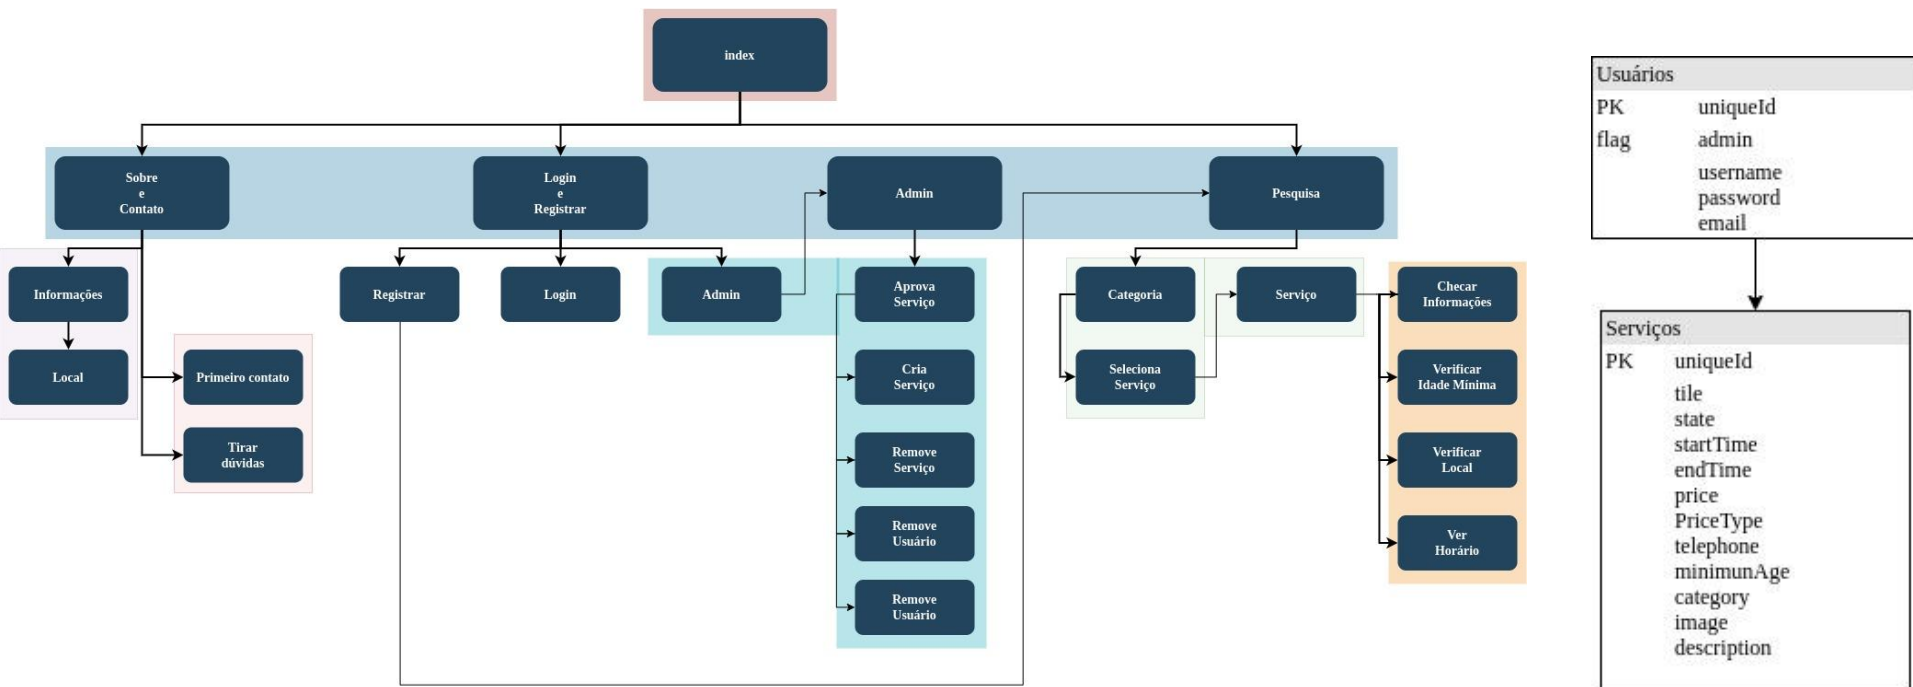 index
Sobre
e
Contato
Login
e
Registrar
Admin
Pesquisa
Informações
Local
Primeiro contato
Tirar
dúvidas
Registrar
Login
Admin
Aprova
Serviço
Cria
Serviço
Remove
Serviço
Remove
Usuário
Remove
Usuário
Categoria
Seleciona
Serviço
Serviço
Checar
Informações
Verificar
Idade Mínima
Verificar
Local
Ver
Horário
Usuários
PK uniqueId
flag admin
username
password
email
Serviços
PK uniqueId
tile
state
startTime
endTime
price
PriceType
telephone
minimunAge
category
image
description